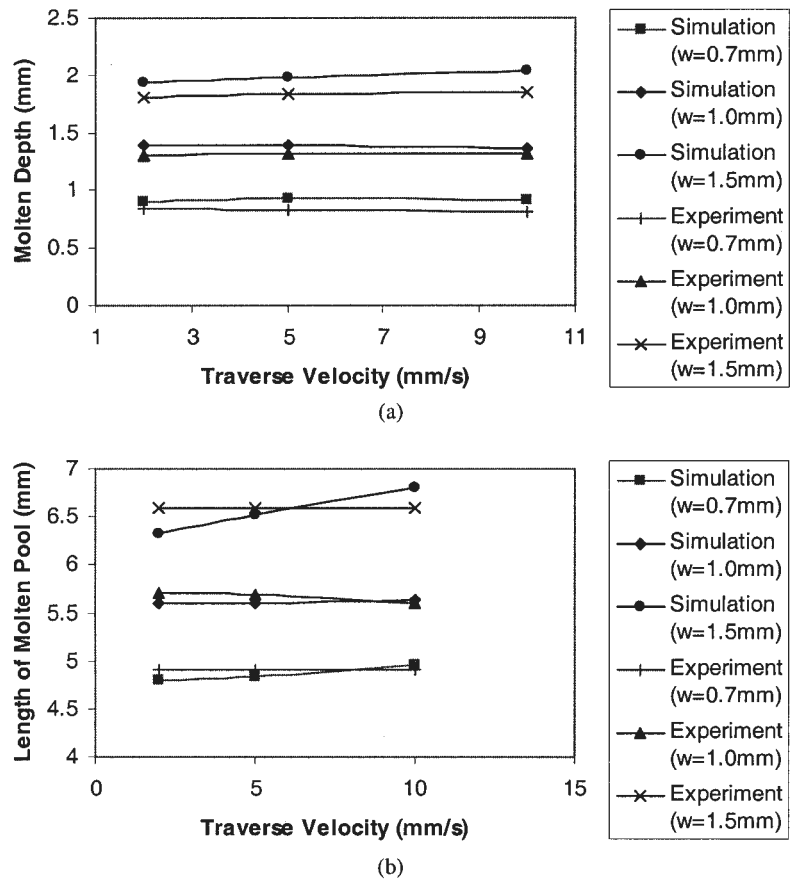 2.5
2
1.5
1
0.5
0
1 3 5 7 9 11
Molten Depth (mm)
Traverse Velocity (mm/s)
Simulation
(w=0.7mm)
Simulation
(w=1.0mm)
Simulation
(w=1.5mm)
Experiment
(w=0.7mm)
Experiment
(w=1.0mm)
Experiment
(w=1.5mm)
(a)
7
6.5
6
5.5
5
4.5
4
0 5 10 15
Length of Molten Pool (mm)
Traverse Velocity (mm/s)
Simulation
(w=0.7mm)
Simulation
(w=1.0mm)
Simulation
(w=1.5mm)
Experiment
(w=0.7mm)
Experiment
(w=1.0mm)
Experiment
(w=1.5mm)
(b)